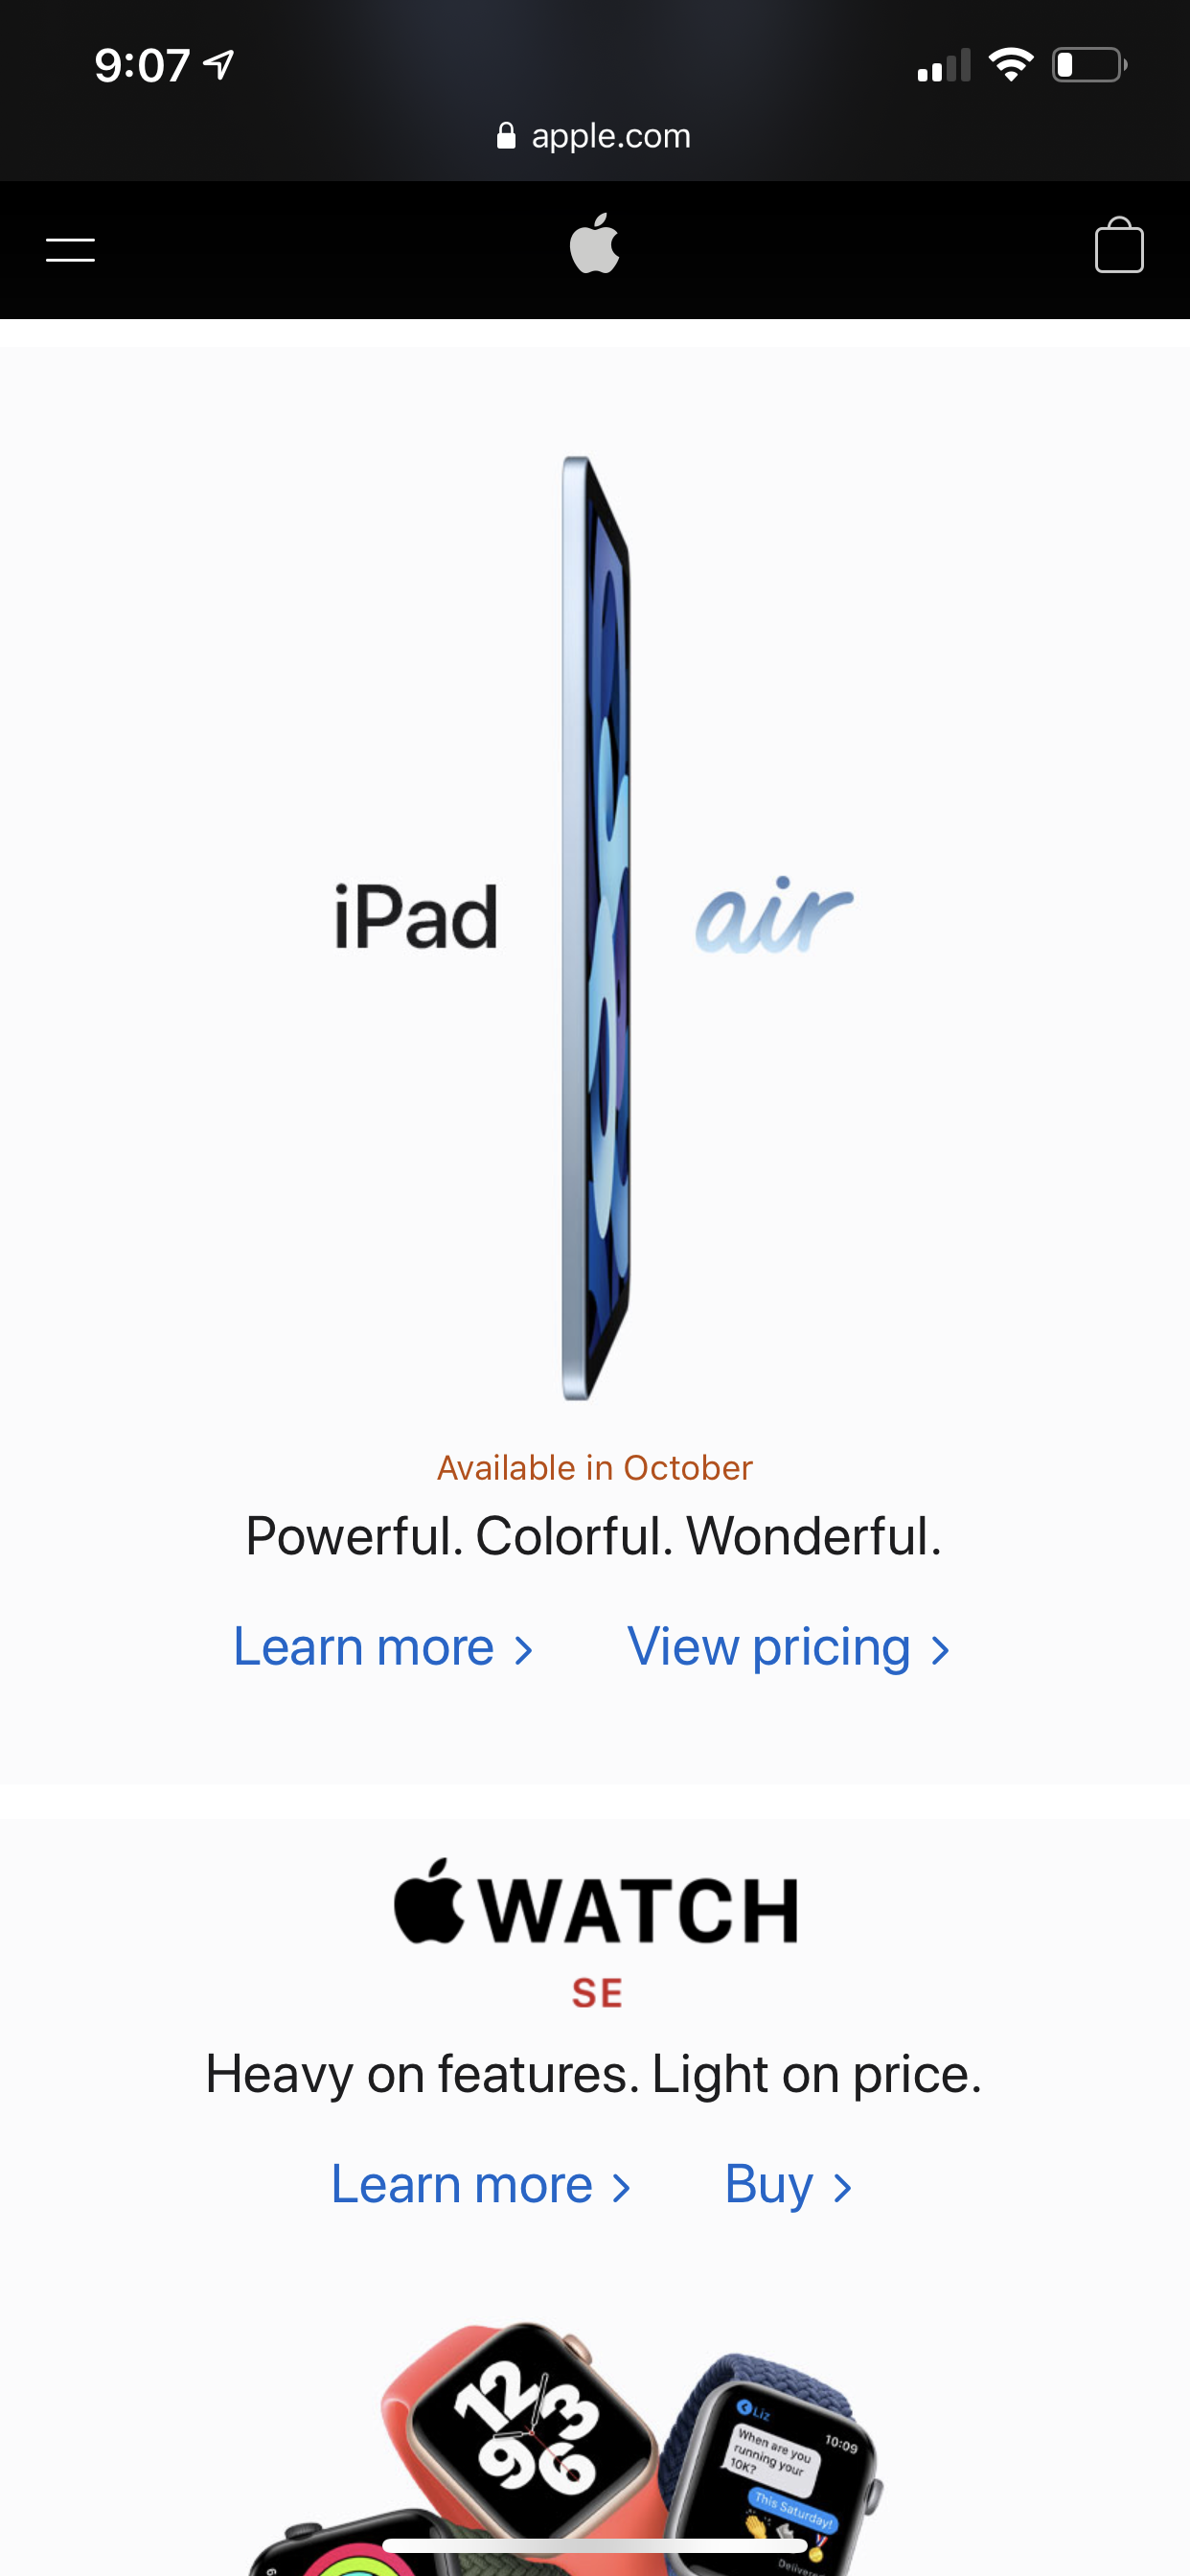 9:07
apple.com
iPad air
Available in October
Powerful. Colorful. Wonderful.
Learn more > View pricing >
WATCH
SE
Heavy on features. Light on price.
Learn more > Buy >
12
3
9
6
Liz
10:09
When are you
running your
10K?
This Saturday!
Delivered
6